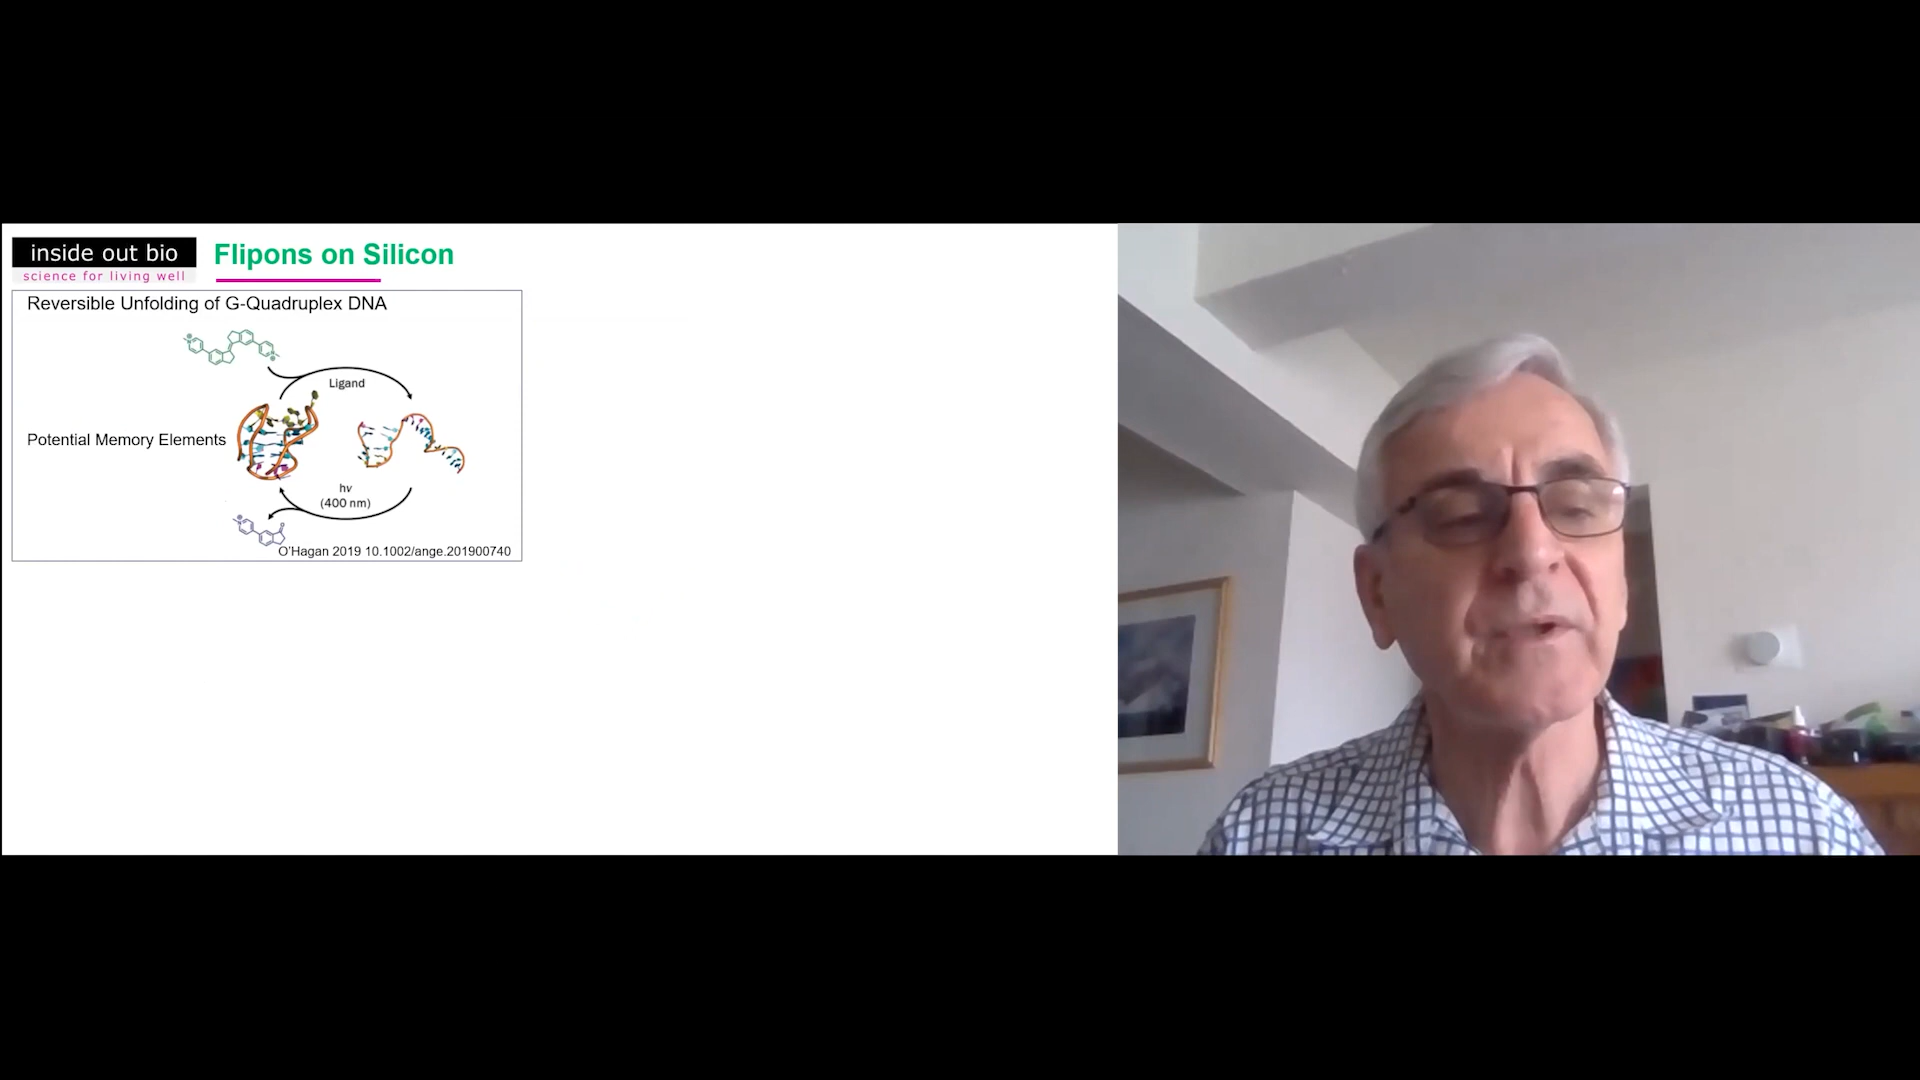 inside out bio
science for living well
Flipons on Silicon
Reversible Unfolding of G-Quadruplex DNA
Ligand
Potential Memory Elements
hv
(400 nm)
O'Hagan 2019 10.1002/ange.201900740